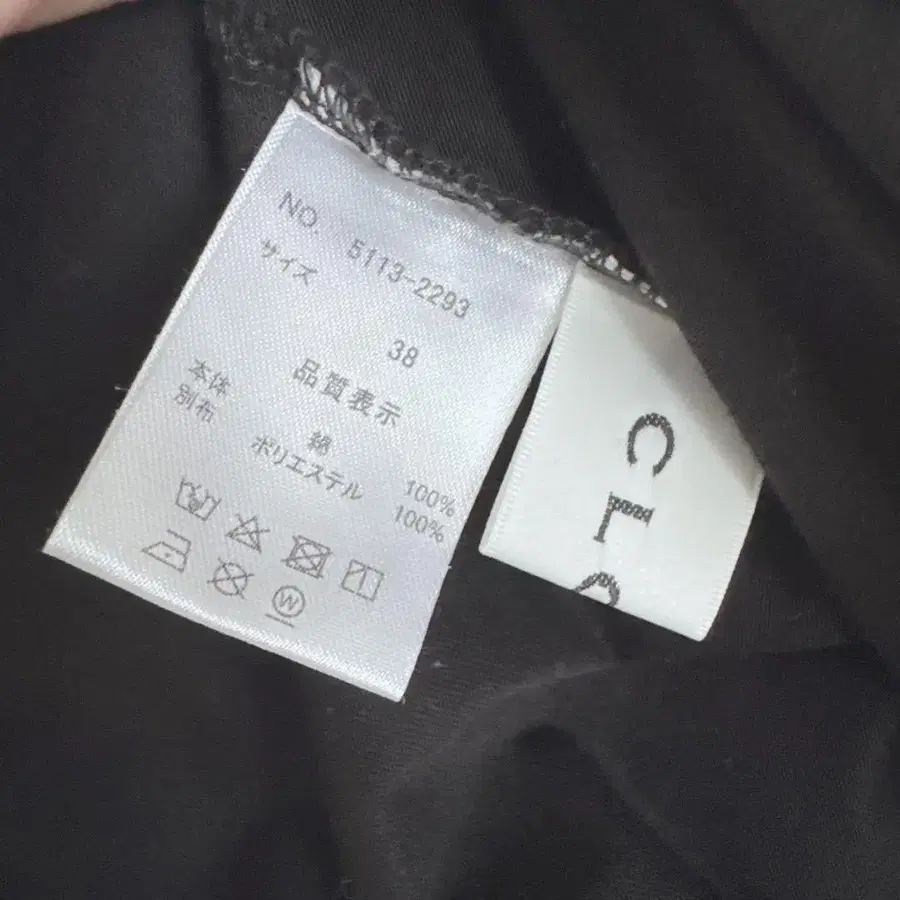 NO. 5113-2293
サイズ 38
品質表示
本体 綿 100%
別布 ポリエステル 100%
W
CL